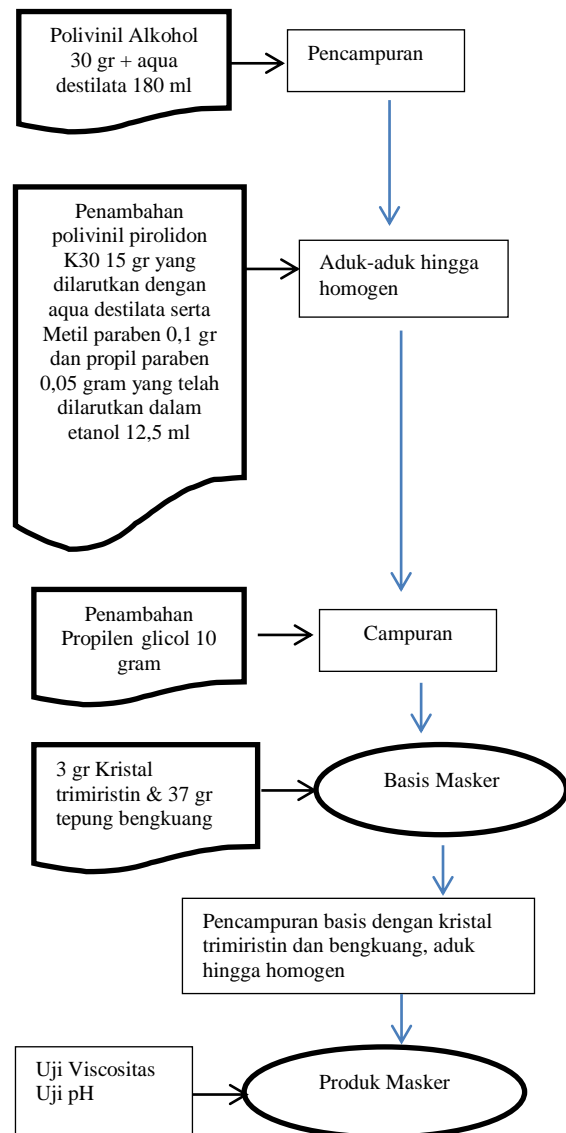 Polivinil Alkohol
30 gr + aqua
destilata 180 ml
Pencampuran
Penambahan
polivinil pirolidon
K30 15 gr yang
dilarutkan dengan
aqua destilata serta
Metil paraben 0,1 gr
dan propil paraben
0,05 gram yang telah
dilarutkan dalam
etanol 12,5 ml
Aduk-aduk hingga
homogen
Penambahan
Propilen glicol 10
gram
Campuran
3 gr Kristal
trimiristin & 37 gr
tepung bengkuang
Basis Masker
Pencampuran basis dengan kristal
trimiristin dan bengkuang, aduk
hingga homogen
Uji Viscositas
Uji pH
Produk Masker